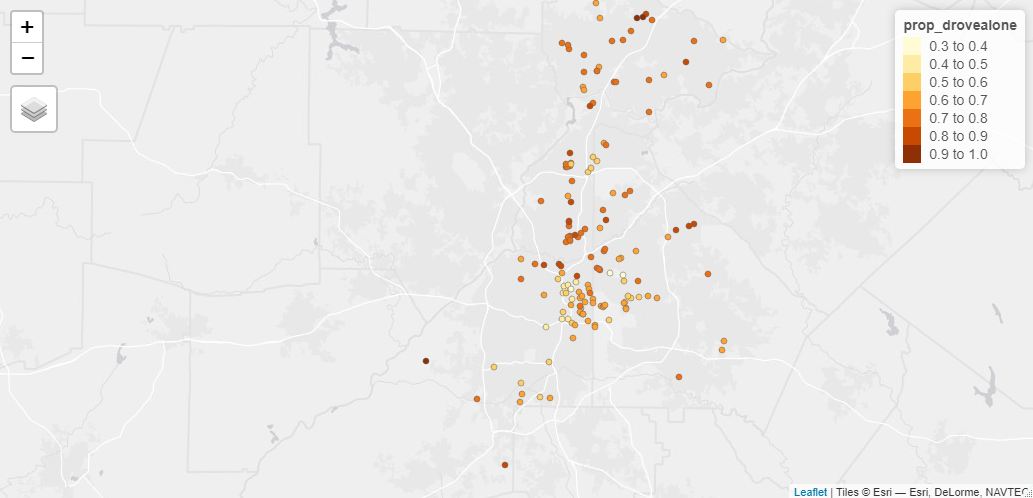 +
−
prop_drovealone
0.3 to 0.4
0.4 to 0.5
0.5 to 0.6
0.6 to 0.7
0.7 to 0.8
0.8 to 0.9
0.9 to 1.0
Leaflet | Tiles © Esri — Esri, DeLorme, NAVTEQ